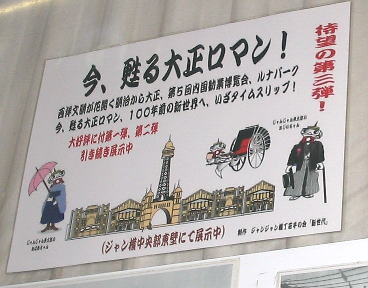 今、甦る大正ロマン!
待望の第三弾!
西洋文明が花開く明治から大正、第5回内国勧業博覧会、ルナパーク
今、甦る大正ロマン、100年前の新世界へ、いざタイムスリップ!
大好評に付第一弾、第二弾
引き続き展示中
(ジャン横中央部東壁にて展示中)
制作 ジャンジャン横丁若手の会「新世代」